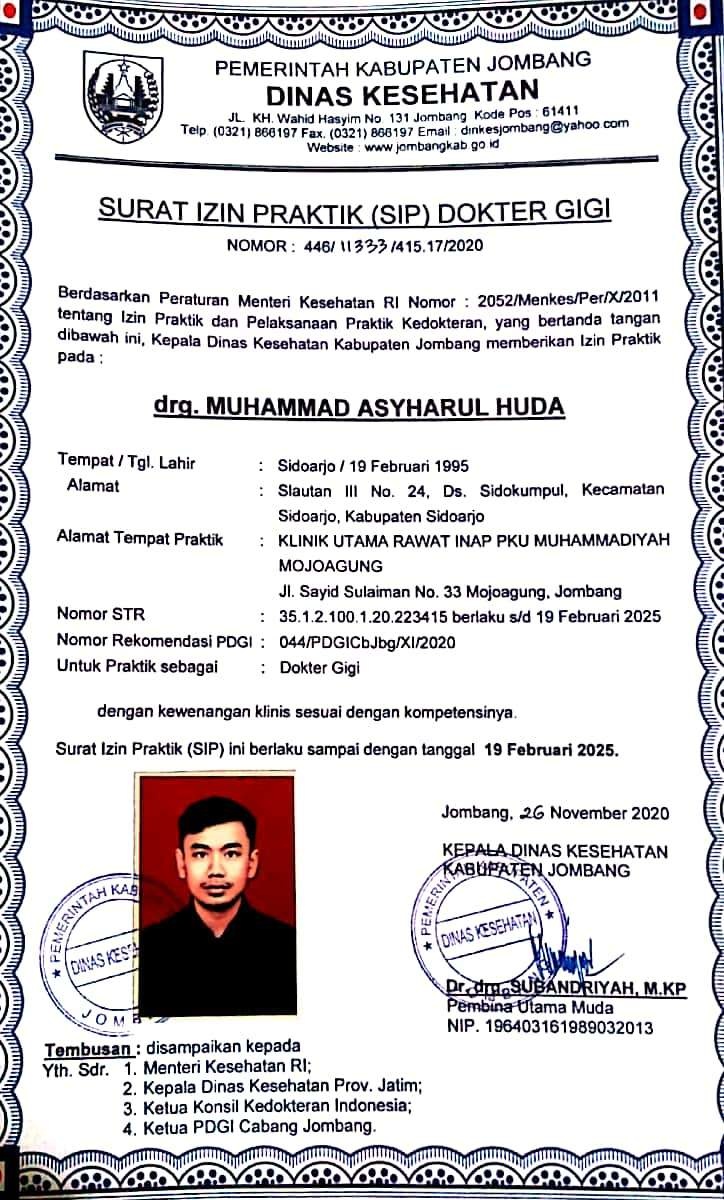 PEMERINTAH KABUPATEN JOMBANG
DINAS KESEHATAN
JL. KH. Wahid Hasyim No. 131 Jombang Kode Pos : 61411
Telp. (0321) 866197 Fax. (0321) 866197 Email : dinkesjombang@yahoo.com
Website : www.jombangkab.go.id
SURAT IZIN PRAKTIK (SIP) DOKTER GIGI
NOMOR : 446/ 11333 /415.17/2020
Berdasarkan Peraturan Menteri Kesehatan RI Nomor : 2052/Menkes/Per/X/2011
tentang Izin Praktik dan Pelaksanaan Praktik Kedokteran, yang bertanda tangan
dibawah ini, Kepala Dinas Kesehatan Kabupaten Jombang memberikan Izin Praktik
pada :
drg. MUHAMMAD ASYHARUL HUDA
Tempat / Tgl. Lahir : Sidoarjo / 19 Februari 1995
Alamat : Slautan III No. 24, Ds. Sidokumpul, Kecamatan
Sidoarjo, Kabupaten Sidoarjo
Alamat Tempat Praktik : KLINIK UTAMA RAWAT INAP PKU MUHAMMADIYAH
MOJOAGUNG
Jl. Sayid Sulaiman No. 33 Mojoagung, Jombang
Nomor STR : 35.1.2.100.1.20.223415 berlaku s/d 19 Februari 2025
Nomor Rekomendasi PDGI : 044/PDGICbJbg/XI/2020
Untuk Praktik sebagai : Dokter Gigi
dengan kewenangan klinis sesuai dengan kompetensinya.
Surat Izin Praktik (SIP) ini berlaku sampai dengan tanggal 19 Februari 2025.
Jombang, 26 November 2020
KEPALA DINAS KESEHATAN
KABUPATEN JOMBANG
PEMERINTAH KAB
DINAS KESE
JOMB
PEMERINTAH KABUPATEN
DINAS KESEHATAN
Dr. drg. SUBANDRIYAH, M.KP
Pembina Utama Muda
NIP. 196403161989032013
Tembusan : disampaikan kepada
Yth. Sdr. 1. Menteri Kesehatan RI;
2. Kepala Dinas Kesehatan Prov. Jatim;
3. Ketua Konsil Kedokteran Indonesia;
4. Ketua PDGI Cabang Jombang.